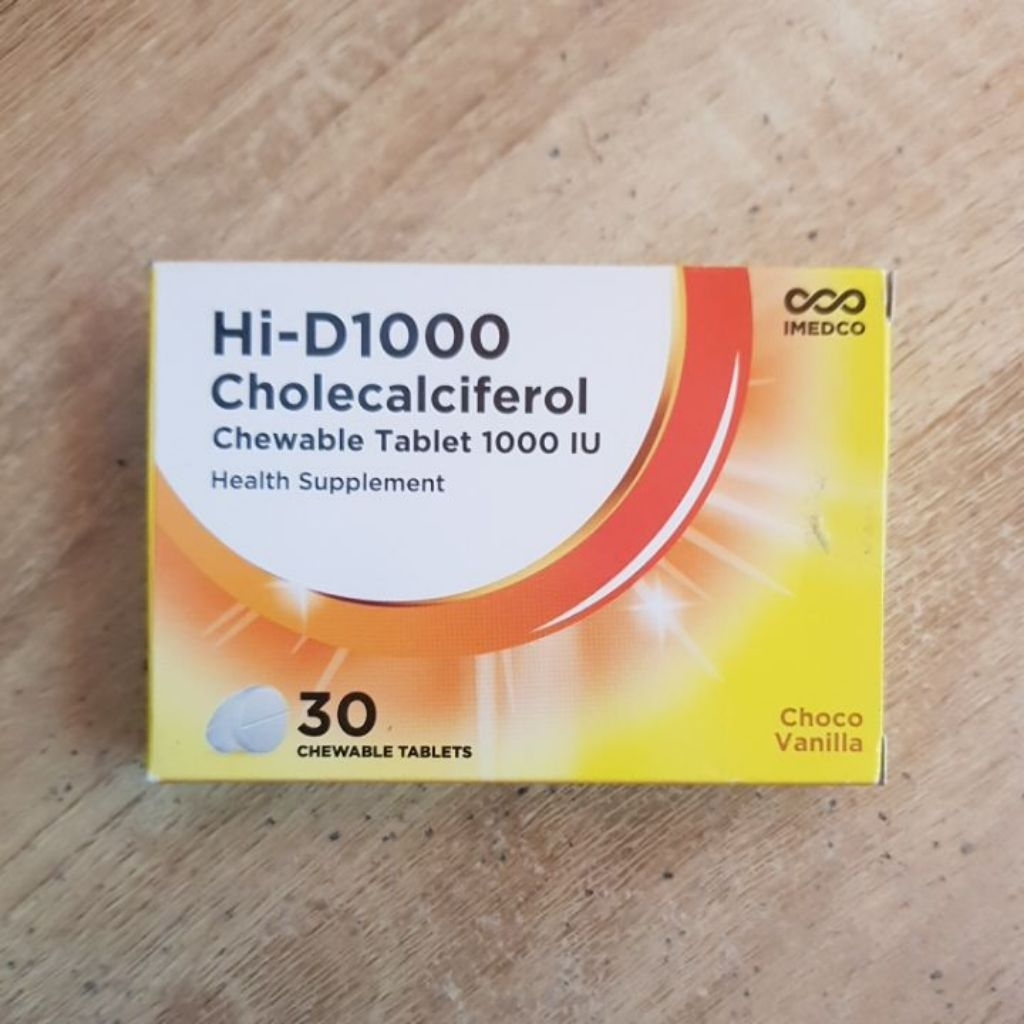 Hi-D1000
Cholecalciferol
Chewable Tablet 1000 IU
Health Supplement
IMEDCO
30
CHEWABLE TABLETS
Choco
Vanilla